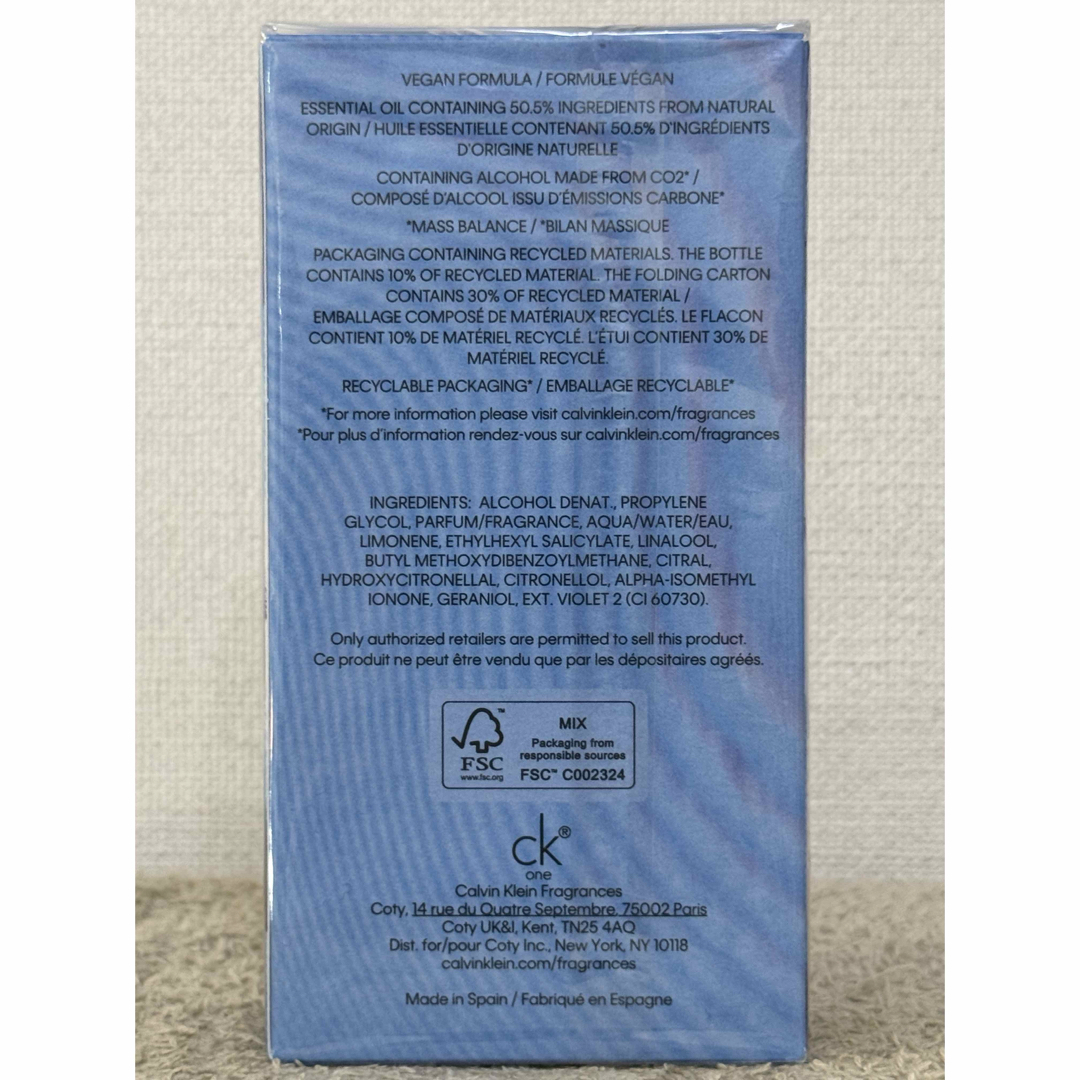 VEGAN FORMULA / FORMULE VÉGAN
ESSENTIAL OIL CONTAINING 50.5% INGREDIENTS FROM NATURAL
ORIGIN / HUILE ESSENTIELLE CONTENANT 50.5% D'INGRÉDIENTS
D'ORIGINE NATURELLE
CONTAINING ALCOHOL MADE FROM CO2* /
COMPOSÉ D'ALCOOL ISSU D'ÉMISSIONS CARBONE*
*MASS BALANCE / *BILAN MASSIQUE
PACKAGING CONTAINING RECYCLED MATERIALS. THE BOTTLE
CONTAINS 10% OF RECYCLED MATERIAL. THE FOLDING CARTON
CONTAINS 30% OF RECYCLED MATERIAL /
EMBALLAGE COMPOSÉ DE MATÉRIAUX RECYCLÉS. LE FLACON
CONTIENT 10% DE MATÉRIEL RECYCLÉ. L'ÉTUI CONTIENT 30% DE
MATÉRIEL RECYCLÉ.
RECYCLABLE PACKAGING* / EMBALLAGE RECYCLABLE*
*For more information please visit calvinklein.com/fragrances
*Pour plus d'information rendez-vous sur calvinklein.com/fragrances
INGREDIENTS: ALCOHOL DENAT., PROPYLENE
GLYCOL, PARFUM/FRAGRANCE, AQUA/WATER/EAU,
LIMONENE, ETHYLHEXYL SALICYLATE, LINALOOL,
BUTYL METHOXYDIBENZOYLMETHANE, CITRAL,
HYDROXYCITRONELLAL, CITRONELLOL, ALPHA-ISOMETHYL
IONONE, GERANIOL, EXT. VIOLET 2 (CI 60730).
Only authorized retailers are permitted to sell this product.
Ce produit ne peut être vendu que par les dépositaires agréés.
FSC
www.fsc.org
MIX
Packaging from
responsible sources
FSC™ C002324
ck®
one
Calvin Klein Fragrances
Coty, 14 rue du Quatre Septembre, 75002 Paris
Coty UK&I, Kent, TN25 4AQ
Dist. for/pour Coty Inc., New York, NY 10118
calvinklein.com/fragrances
Made in Spain / Fabriqué en Espagne